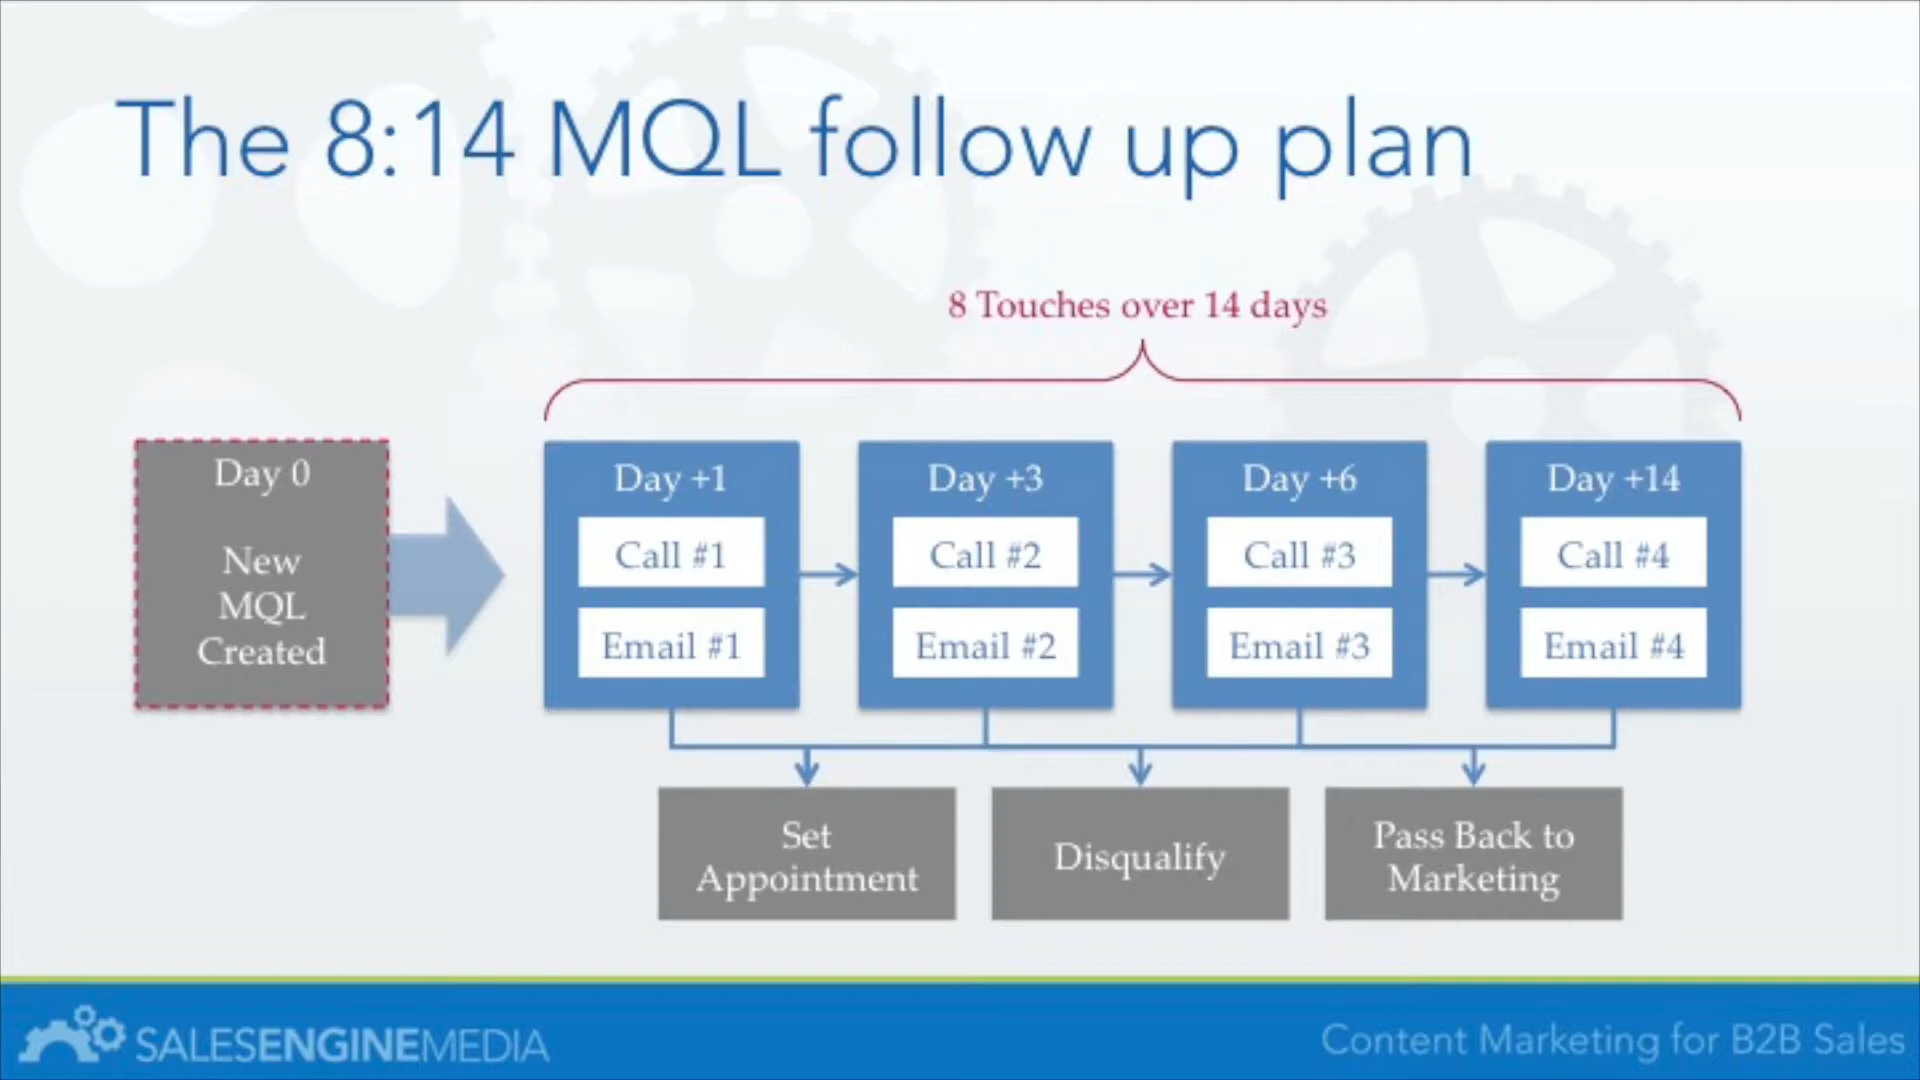 The 8:14 MQL follow up plan
8 Touches over 14 days
Day 0
New
MQL
Created
Day +1
Call #1
Email #1
Day +3
Call #2
Email #2
Day +6
Call #3
Email #3
Day +14
Call #4
Email #4
Set
Appointment
Disqualify
Pass Back to
Marketing
SALESENGINEMEDIA
Content Marketing for B2B Sales